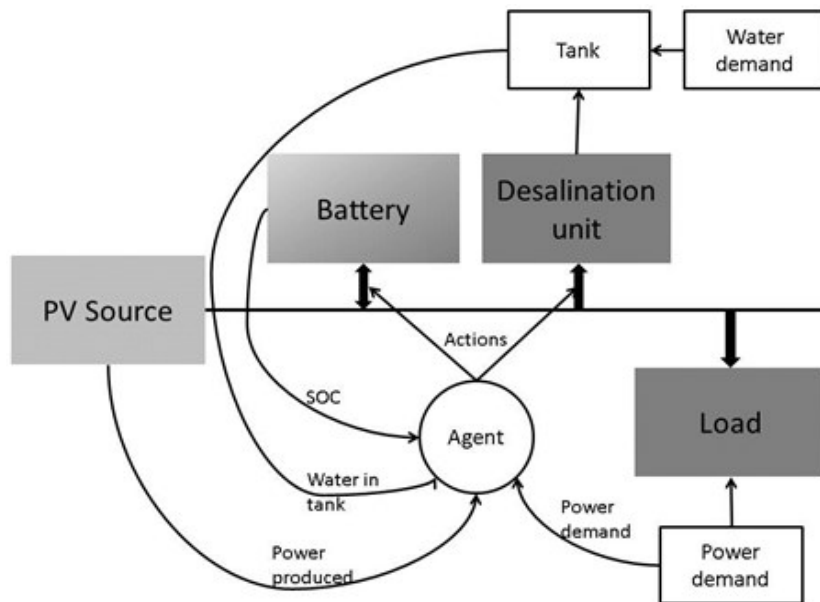 Tank
Water
demand
Battery
Desalination
unit
PV Source
Actions
SOC
Agent
Load
Water in
tank
Power
demand
Power
produced
Power
demand